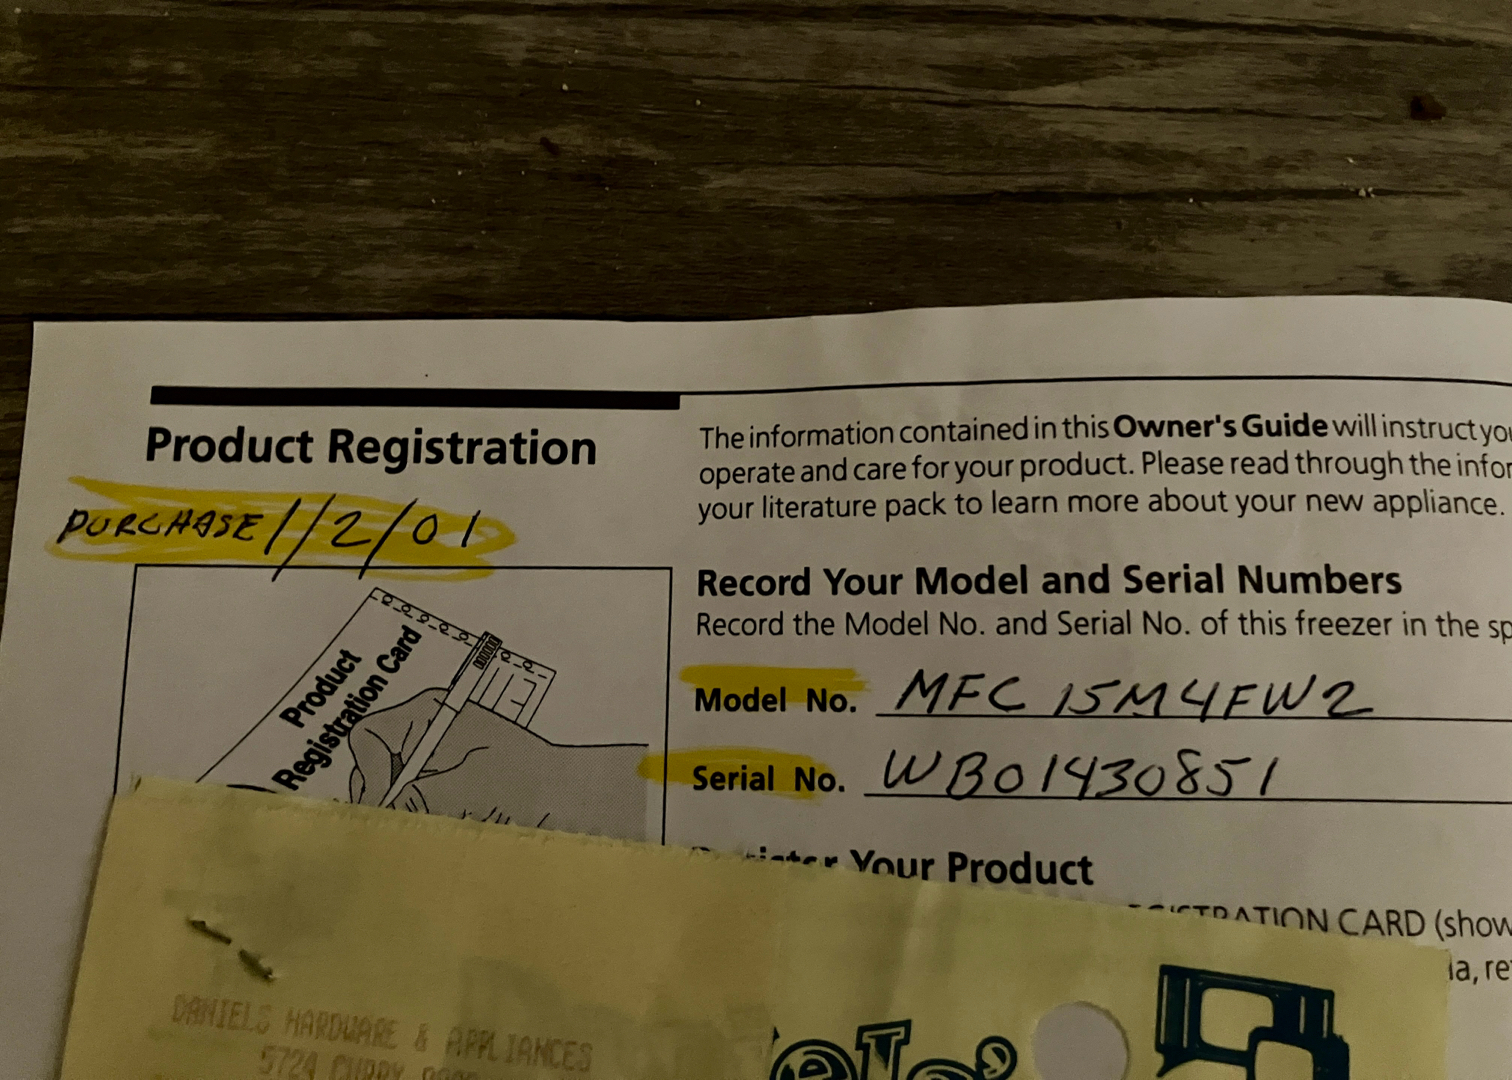 Product Registration
PURCHASE 1/2/01
Product
Registration Card
The information contained in this Owner's Guide will instruct
operate and care for your product. Please read through the
your literature pack to learn more about your new appliance.
Record Your Model and Serial Numbers
Record the Model No. and Serial No. of this freezer in the
Model No. MFC 15M4FW2
Serial No. WB01430851
Your Product
CARD
DANIELS HARDWARE & APPLIANCES
5724